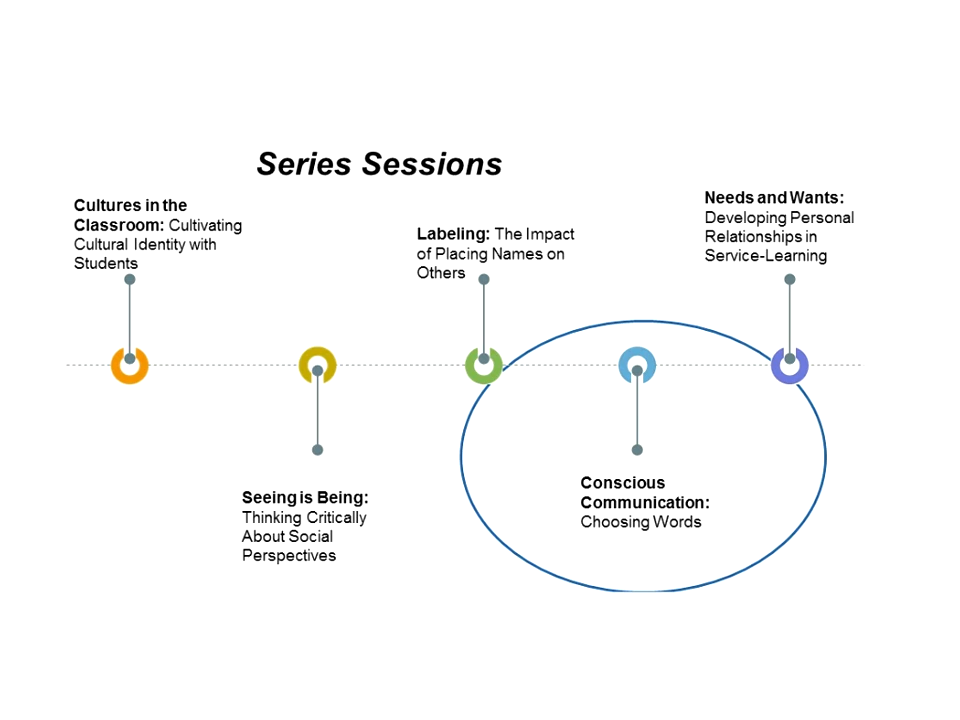 Series Sessions
Cultures in the
Classroom: Cultivating
Cultural Identity with
Students
Seeing is Being:
Thinking Critically
About Social
Perspectives
Labeling: The Impact
of Placing Names on
Others
Conscious
Communication:
Choosing Words
Needs and Wants:
Developing Personal
Relationships in
Service-Learning